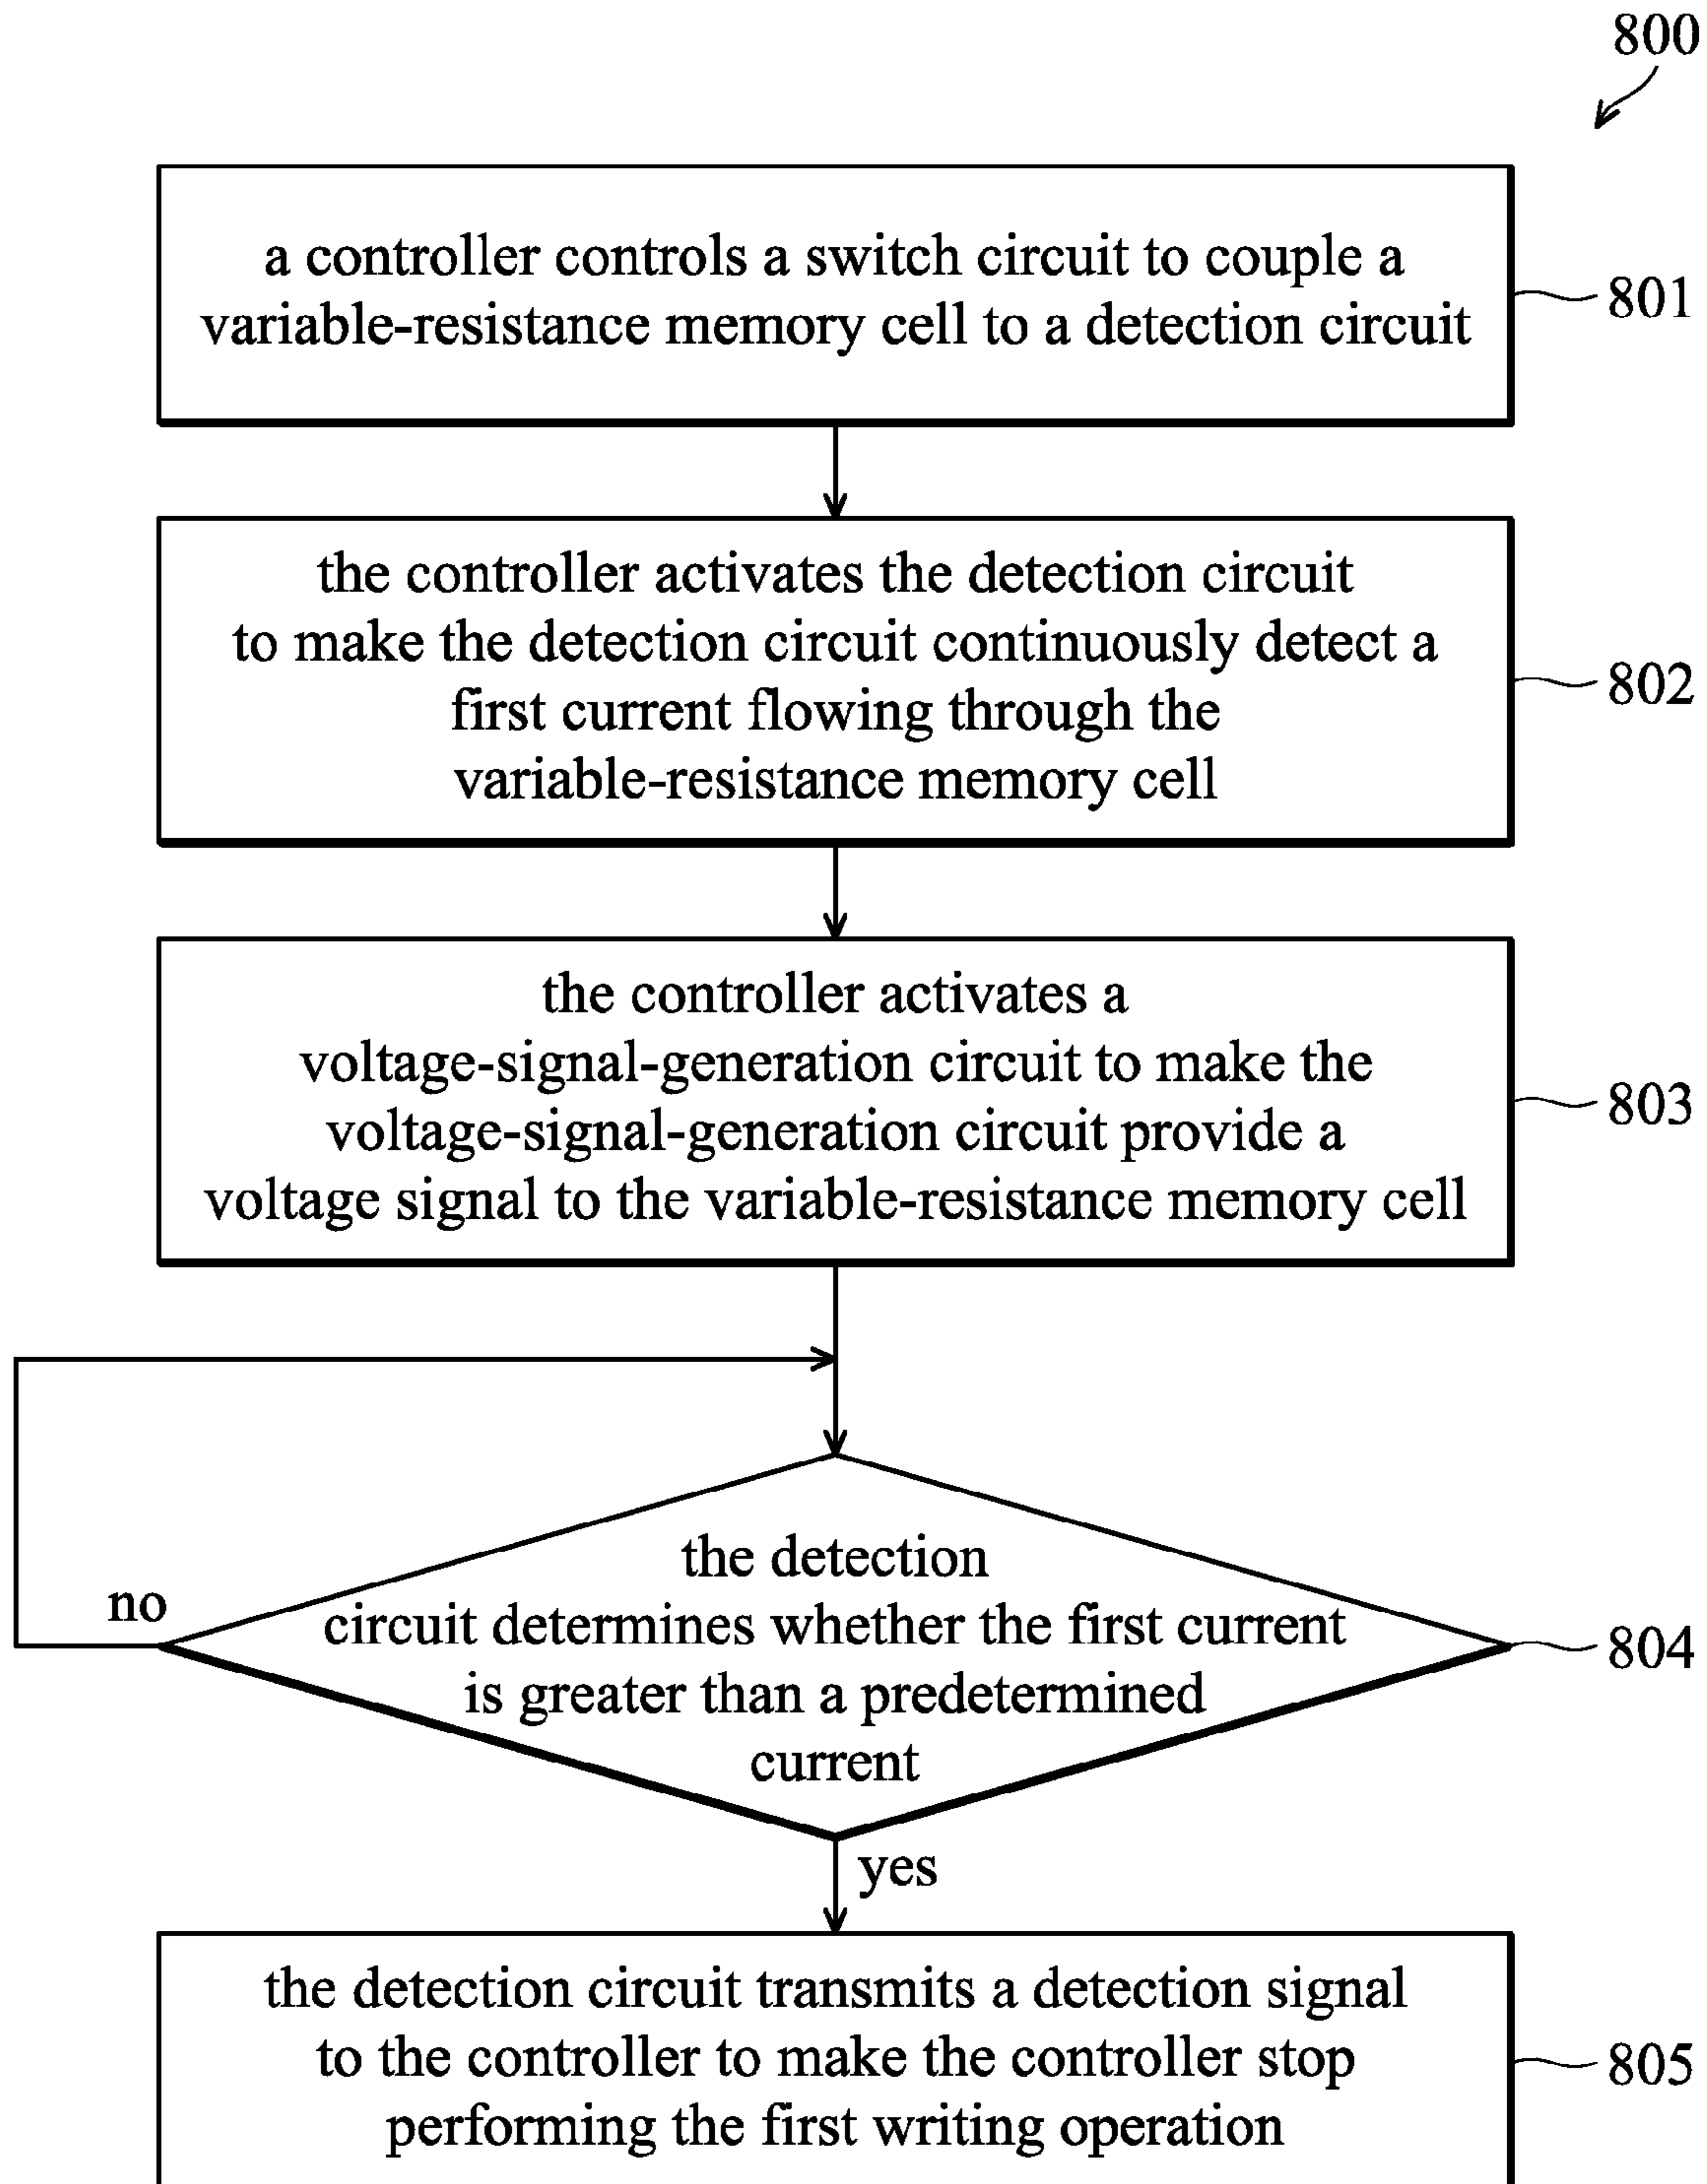 800
a controller controls a switch circuit to couple a
variable-resistance memory cell to a detection circuit
801
the controller activates the detection circuit
to make the detection circuit continuously detect a
first current flowing through the
variable-resistance memory cell
802
the controller activates a
voltage-signal-generation circuit to make the
voltage-signal-generation circuit provide a
voltage signal to the variable-resistance memory cell
803
the detection
circuit determines whether the first current
is greater than a predetermined
current
804
no
yes
the detection circuit transmits a detection signal
to the controller to make the controller stop
performing the first writing operation
805